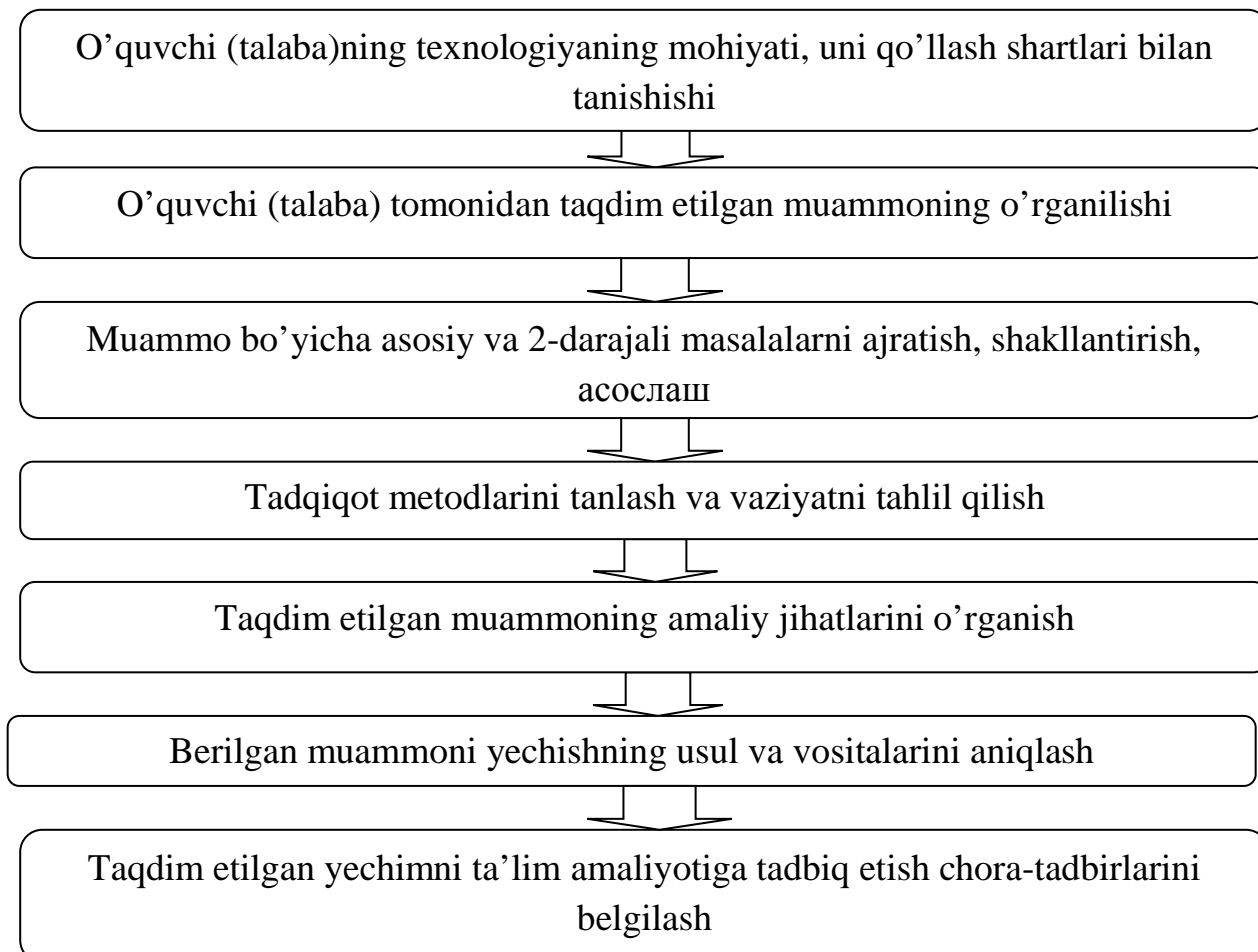 O’quvchi (talaba)ning texnologiyaning mohiyati, uni qo’llash shartlari bilan
tanishishi
O’quvchi (talaba) tomonidan taqdim etilgan muammoning o’rganilishi
Muammo bo’yicha asosiy va 2-darajali masalalarni ajratish, shakllantirish,
асослаш
Tadqiqot metodlarini tanlash va vaziyatni tahlil qilish
Taqdim etilgan muammoning amaliy jihatlarini o’rganish
Berilgan muammoni yechishning usul va vositalarini aniqlash
Taqdim etilgan yechimni ta’lim amaliyotiga tadbiq etish chora-tadbirlarini
belgilash